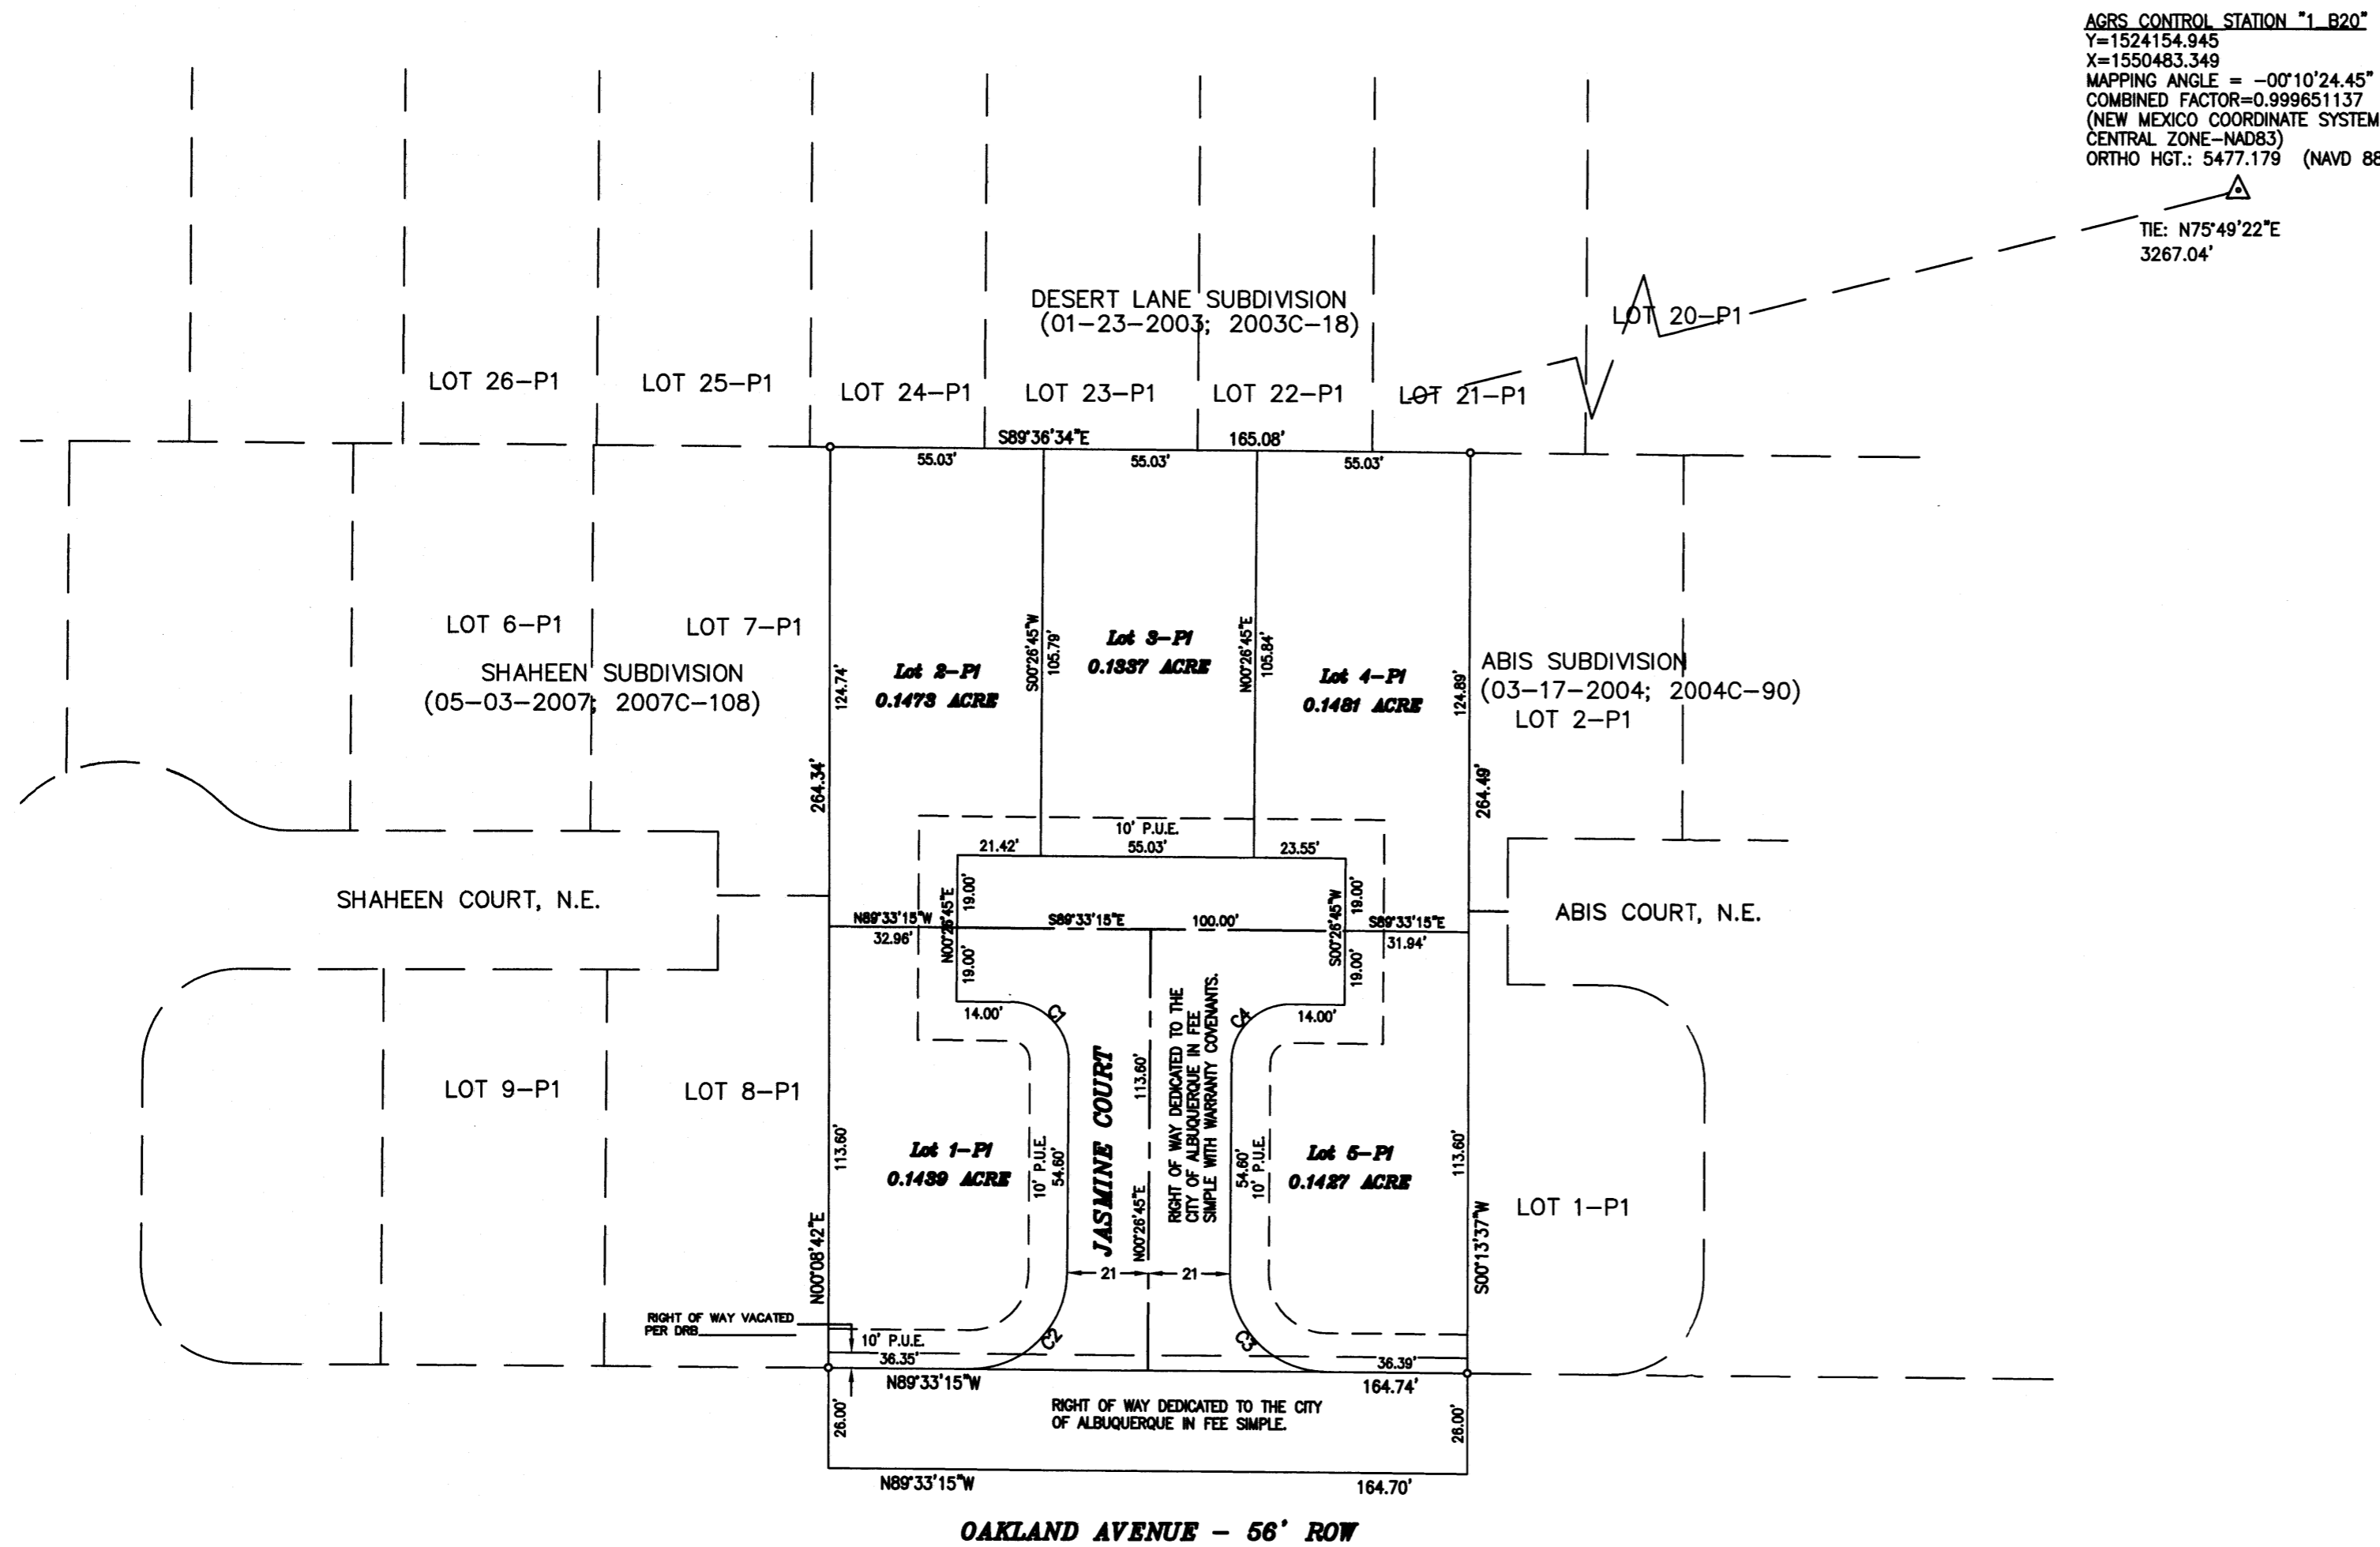 AGRS CONTROL STATION "1_B20"
Y=1524154.945
X=1550483.349
MAPPING ANGLE = -00°10'24.45"
COMBINED FACTOR=0.999651137
(NEW MEXICO COORDINATE SYSTEM
CENTRAL ZONE-NAD83)
ORTHO HGT.: 5477.179 (NAVD 88
TIE: N75°49'22"E
3267.04'
DESERT LANE SUBDIVISION
(01-23-2003; 2003C-18)
LOT 20-P1
LOT 26-P1
LOT 25-P1
LOT 24-P1
LOT 23-P1
LOT 22-P1
LOT 21-P1
S89°36'34"E
165.08'
55.03'
55.03'
55.03'
LOT 6-P1
LOT 7-P1
SHAHEEN SUBDIVISION
(05-03-2007; 2007C-108)
124.74'
264.34'
Lot 2-P1
0.1473 ACRE
S00°26'45"W
105.79'
Lot 3-P1
0.1337 ACRE
N00°26'45"E
105.84'
Lot 4-P1
0.1481 ACRE
124.89'
264.49'
ABIS SUBDIVISION
(03-17-2004; 2004C-90)
LOT 2-P1
10' P.U.E.
21.42'
55.03'
23.55'
SHAHEEN COURT, N.E.
N89°33'15"W
32.96'
N00°26'45"E
19.00'
19.00'
S89°33'15"E
100.00'
S00°26'45"W
19.00'
19.00'
S89°33'15"E
31.94'
ABIS COURT, N.E.
14.00'
C1
C4
14.00'
LOT 9-P1
LOT 8-P1
113.60'
N00°08'42"E
Lot 1-P1
0.1439 ACRE
10' P.U.E.
54.60'
JASMINE COURT
N00°26'45"E
113.60'
RIGHT OF WAY DEDICATED TO THE
CITY OF ALBUQUERQUE IN FEE
SIMPLE WITH WARRANTY COVENANTS.
54.60'
10' P.U.E.
Lot 5-P1
0.1427 ACRE
113.60'
S00°13'37"W
LOT 1-P1
21
21
RIGHT OF WAY VACATED
PER DRB
10' P.U.E.
C2
C3
36.35'
36.39'
N89°33'15"W
164.74'
26.00'
RIGHT OF WAY DEDICATED TO THE CITY
OF ALBUQUERQUE IN FEE SIMPLE.
26.00'
N89°33'15"W
164.70'
OAKLAND AVENUE - 56' ROW